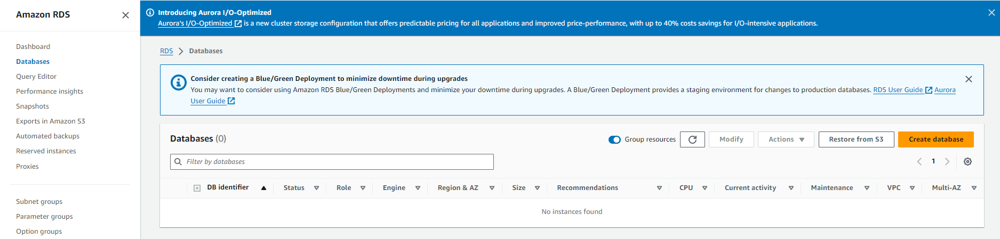 Amazon RDS
Dashboard
Databases
Query Editor
Performance insights
Snapshots
Exports in Amazon S3
Automated backups
Reserved instances
Proxies
Subnet groups
Parameter groups
Option groups
Introducing Aurora I/O-Optimized
Aurora's I/O-Optimized is a new cluster storage configuration that offers predictable pricing for all applications and improved price-performance, with up to 40% costs savings for I/O-intensive applications.
RDS > Databases
Consider creating a Blue/Green Deployment to minimize downtime during upgrades
You may want to consider using Amazon RDS Blue/Green Deployments and minimize your downtime during upgrades. A Blue/Green Deployment provides a staging environment for changes to production databases. RDS User Guide Aurora
User Guide
Databases (0) Group resources Modify Actions Restore from S3 Create database
Filter by databases 1
DB identifier Status Role Engine Region & AZ Size Recommendations CPU Current activity Maintenance VPC Multi-AZ
No instances found